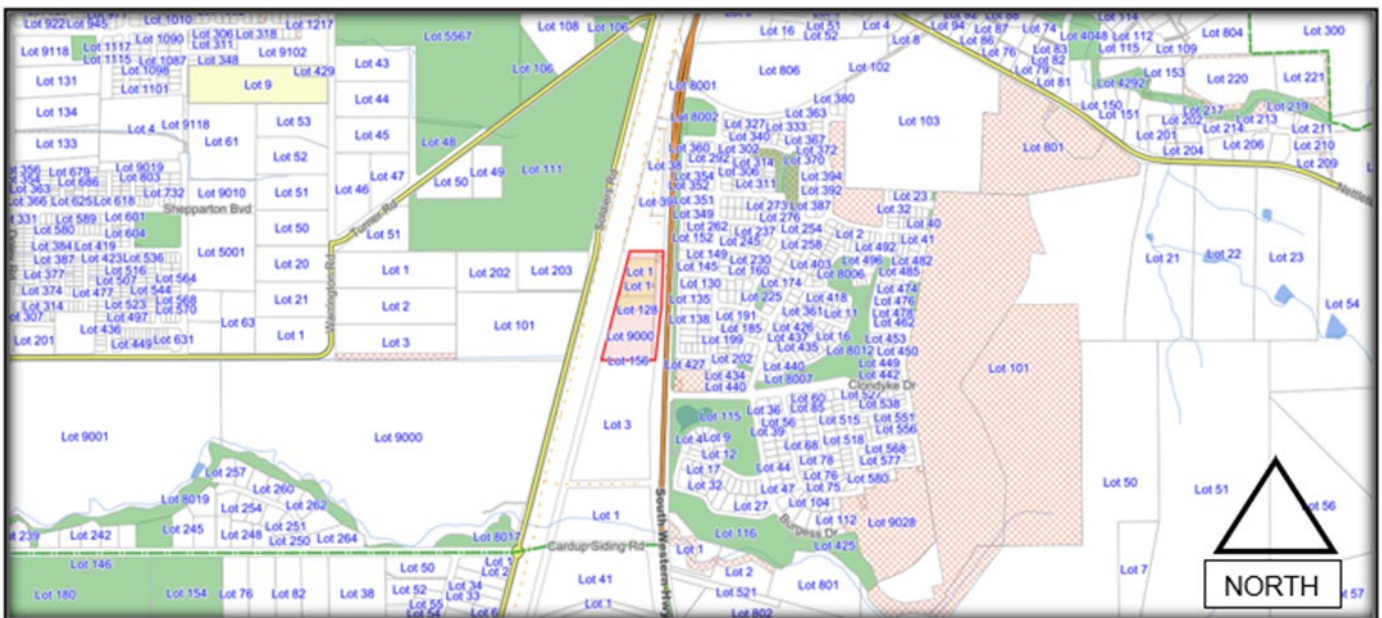 Lot 922 Lot 945 Lot 1010 Lot 1217 Lot 5567 Lot 108 Lot 106 Lot 16 Lot 51 Lot 52 Lot 4 Lot 94 Lot 87 Lot 74 Lot 114 Lot 804 Lot 300
Lot 306 Lot 318 Lot 8 Lot 86 Lot 4048 Lot 112
Lot 9118 Lot 1117 Lot 1090 Lot 311 Lot 9102 Lot 76 Lot 83 Lot 115 Lot 109
Lot 1115 Lot 1087 Lot 348 Lot 43 Lot 106 Lot 806 Lot 102 Lot 79 Lot 82
Lot 131 Lot 1098 Lot 429 Lot 8001 Lot 81 Lot 4292 Lot 153 Lot 220 Lot 221
Lot 1101 Lot 9 Lot 44 Lot 380
Lot 134 Lot 4 Lot 9118 Lot 53 Lot 8002 Lot 363 Lot 103 Lot 150 Lot 151 Lot 217 Lot 219
Lot 61 Lot 45 Lot 48 Lot 327 Lot 333 Lot 202 Lot 213
Lot 133 Lot 340 Lot 367 Lot 201 Lot 214 Lot 211
Lot 52 Lot 360 Lot 302 Lot 372 Lot 801 Lot 204 Lot 206 Lot 210
Lot 679 Lot 9019 Lot 47 Lot 49 Lot 111 Lot 38 Lot 292 Lot 314 Lot 370 Lot 209
Lot 686 Lot 803 Lot 50 Lot 354 Lot 306 Lot 394
Lot 363 Lot 732 Lot 9010 Lot 51 Lot 46 Lot 352 Lot 311 Lot 392 Lot 23
Lot 366 Lot 625 Lot 618 Shepparton Bvd Lot 351 Lot 273 Lot 387 Lot 32
Lot 331 Lot 589 Lot 601 Lot 349 Lot 276 Lot 40
Lot 580 Lot 604 Lot 50 Turner Rd Lot 51 Soldiers Rd Lot 262 Lot 237 Lot 254 Lot 2 Lot 41
Lot 384 Lot 419 Lot 5001 Lot 152 Lot 245 Lot 258 Lot 492
Lot 387 Lot 423 Lot 536 Lot 20 Lot 149 Lot 230 Lot 403 Lot 496 Lot 482 Lot 21 Lot 22 Lot 23
Lot 377 Lot 516 Lot 564 Lot 1 Lot 202 Lot 203 Lot 145 Lot 160 Lot 8006 Lot 485
Lot 507 Lot 130 Lot 174 Lot 474
Lot 374 Lot 477 Lot 544 Lot 21 Warrington Rd Lot 2 Lot 135 Lot 225 Lot 418 Lot 476 Lot 54
Lot 314 Lot 523 Lot 568 Lot 570 Lot 128 Lot 138 Lot 191 Lot 361 Lot 11 Lot 478
Lot 497 Lot 63 Lot 101 Lot 185 Lot 426 Lot 462
Lot 201 Lot 436 Lot 449 Lot 631 Lot 1 Lot 3 Lot 9000 Lot 199 Lot 437 Lot 16 Lot 453
Lot 435 Lot 8012 Lot 450
Lot 156 Lot 427 Lot 202 Lot 440 Lot 449 Lot 101
Lot 434 Lot 8007 Lot 442
Lot 440 Clondyke Dr
Lot 60 Lot 527
Lot 115 Lot 36 Lot 85 Lot 538
Lot 9001 Lot 9000 Lot 3 Lot 56 Lot 515 Lot 551
Lot 9 Lot 39 Lot 556
Lot 12 Lot 68 Lot 518 Lot 568
Lot 257 Lot 17 Lot 44 Lot 78 Lot 577
Lot 260 Lot 32 Lot 47 Lot 76 Lot 75 Lot 580 Lot 50 Lot 51
Lot 8019 Lot 254 Lot 262 South Western Hwy Lot 27 Lot 104 Lot 56
Lot 245 Lot 251 Lot 1 Lot 112 Lot 9028
Lot 242 Lot 248 Lot 250 Lot 264 Lot 8017 Lot 116 Burgess Dr
Cardup Siding Rd Lot 1 Lot 425
Lot 146 Lot 50 Lot 1 Lot 2 Lot 2 Lot 7
Lot 180 Lot 154 Lot 76 Lot 82 Lot 38 Lot 52 Lot 34 Lot 33 Lot 41 Lot 521 Lot 801
Lot 55 Lot 54 Lot 1 Lot 802
NORTH